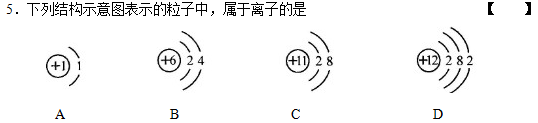 5．下列结构示意图表示的粒子中，属于离子的是 【 】
+1 1 +6 2 4 +11 2 8 +12 2 8 2
A B C D